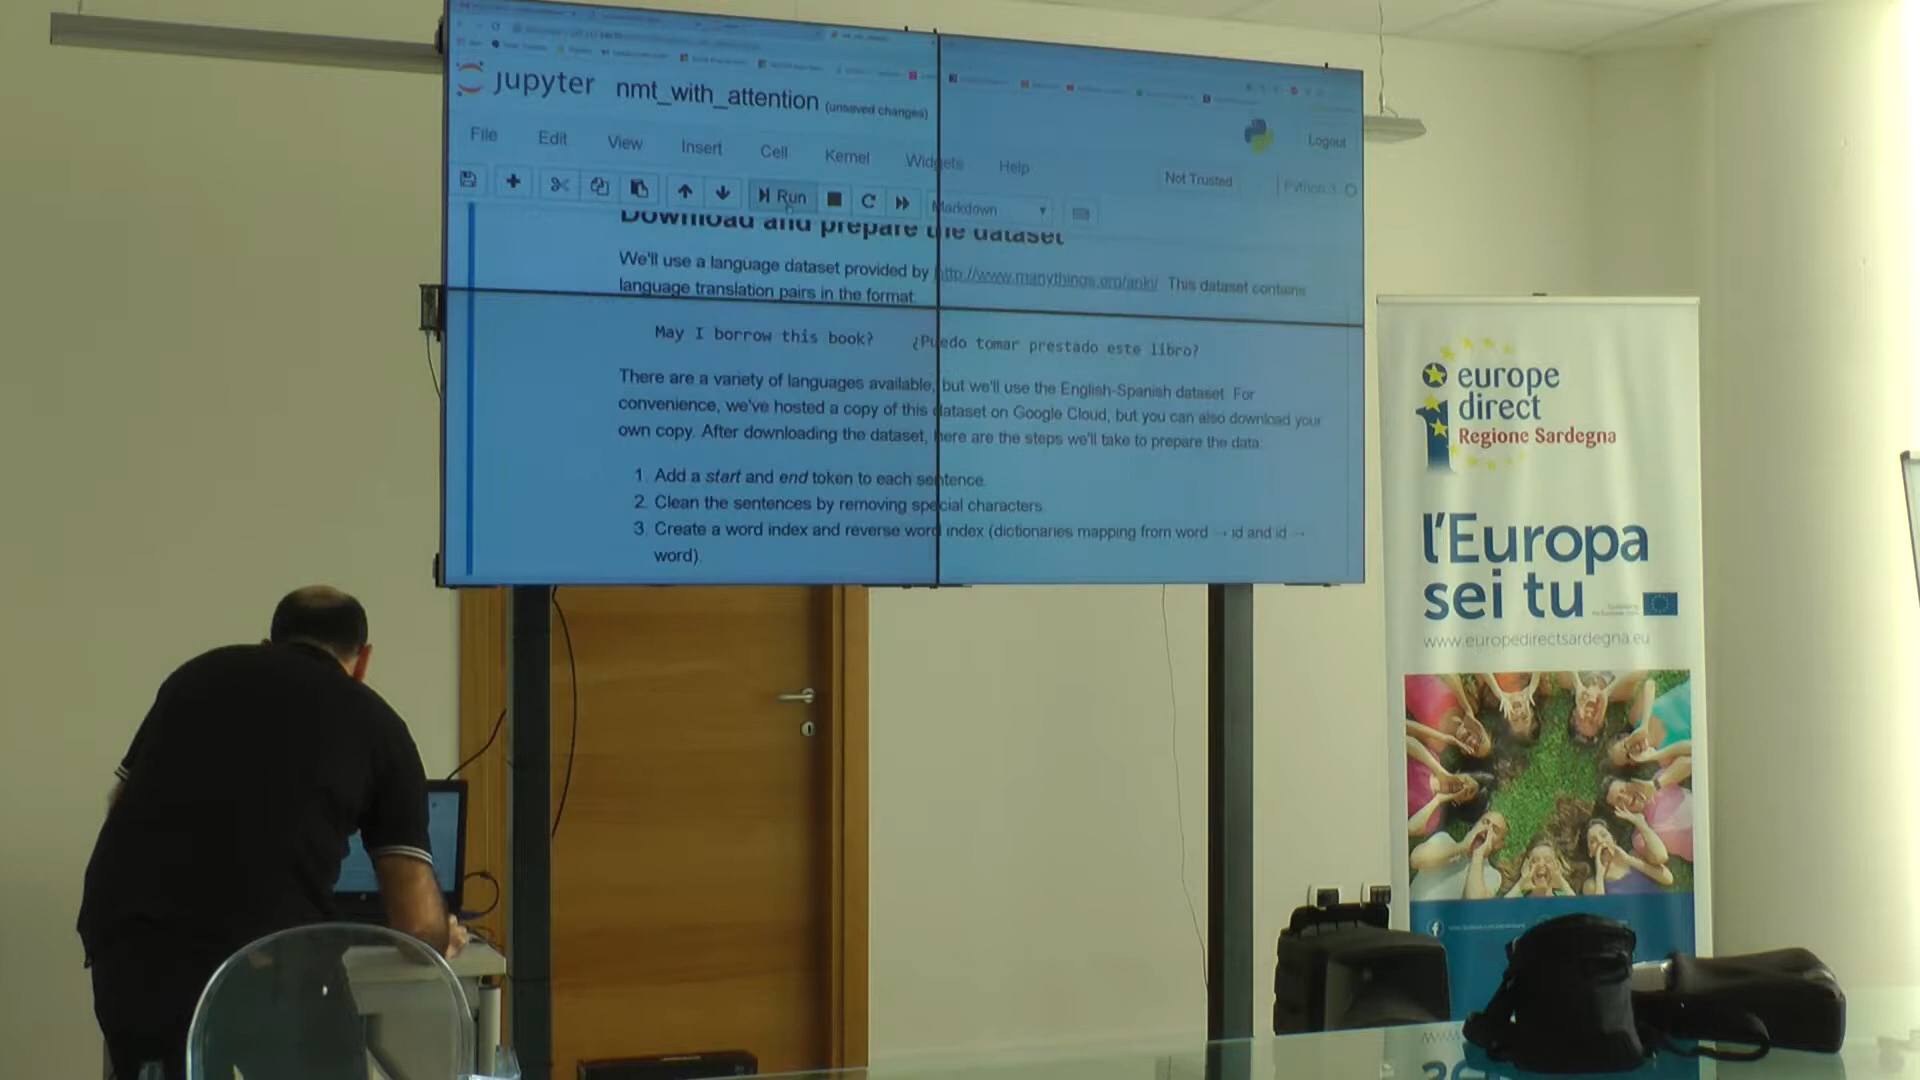 jupyter nmt_with_attention (unsaved changes)
Logout
File Edit View Insert Cell Kernel Widgets Help
Not Trusted
Python 3
Run
Markdown
Download and prepare the dataset
We'll use a language dataset provided by http://www.manythings.org/anki/ This dataset contains
language translation pairs in the format:
May I borrow this book? ¿Puedo tomar prestado este libro?
There are a variety of languages available, but we'll use the English-Spanish dataset. For
convenience, we've hosted a copy of this dataset on Google Cloud, but you can also download your
own copy. After downloading the dataset, here are the steps we'll take to prepare the data:
1. Add a start and end token to each sentence.
2. Clean the sentences by removing special characters.
3. Create a word index and reverse word index (dictionaries mapping from word → id and id →
word).
europe
direct
Regione Sardegna
l'Europa
sei tu
www.europedirectsardegna.eu